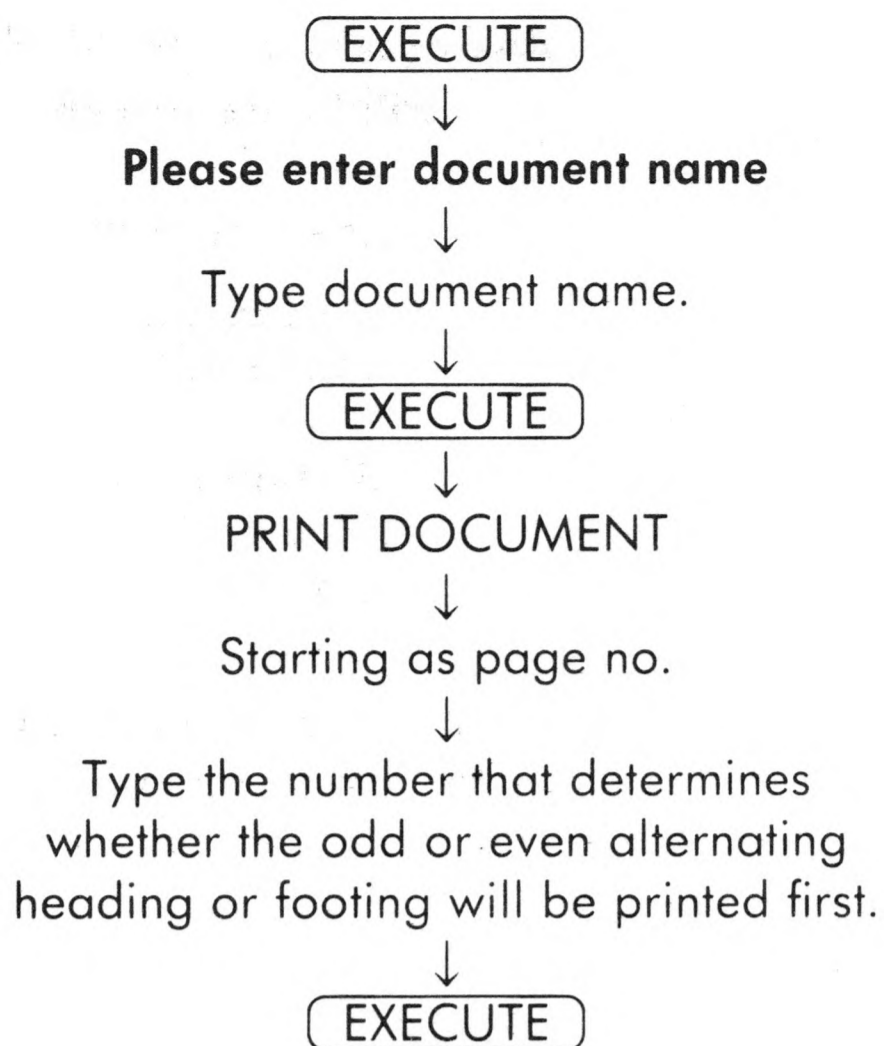 EXECUTE
Please enter document name
Type document name.
EXECUTE
PRINT DOCUMENT
Starting as page no.
Type the number that determines
whether the odd or even alternating
heading or footing will be printed first.
EXECUTE